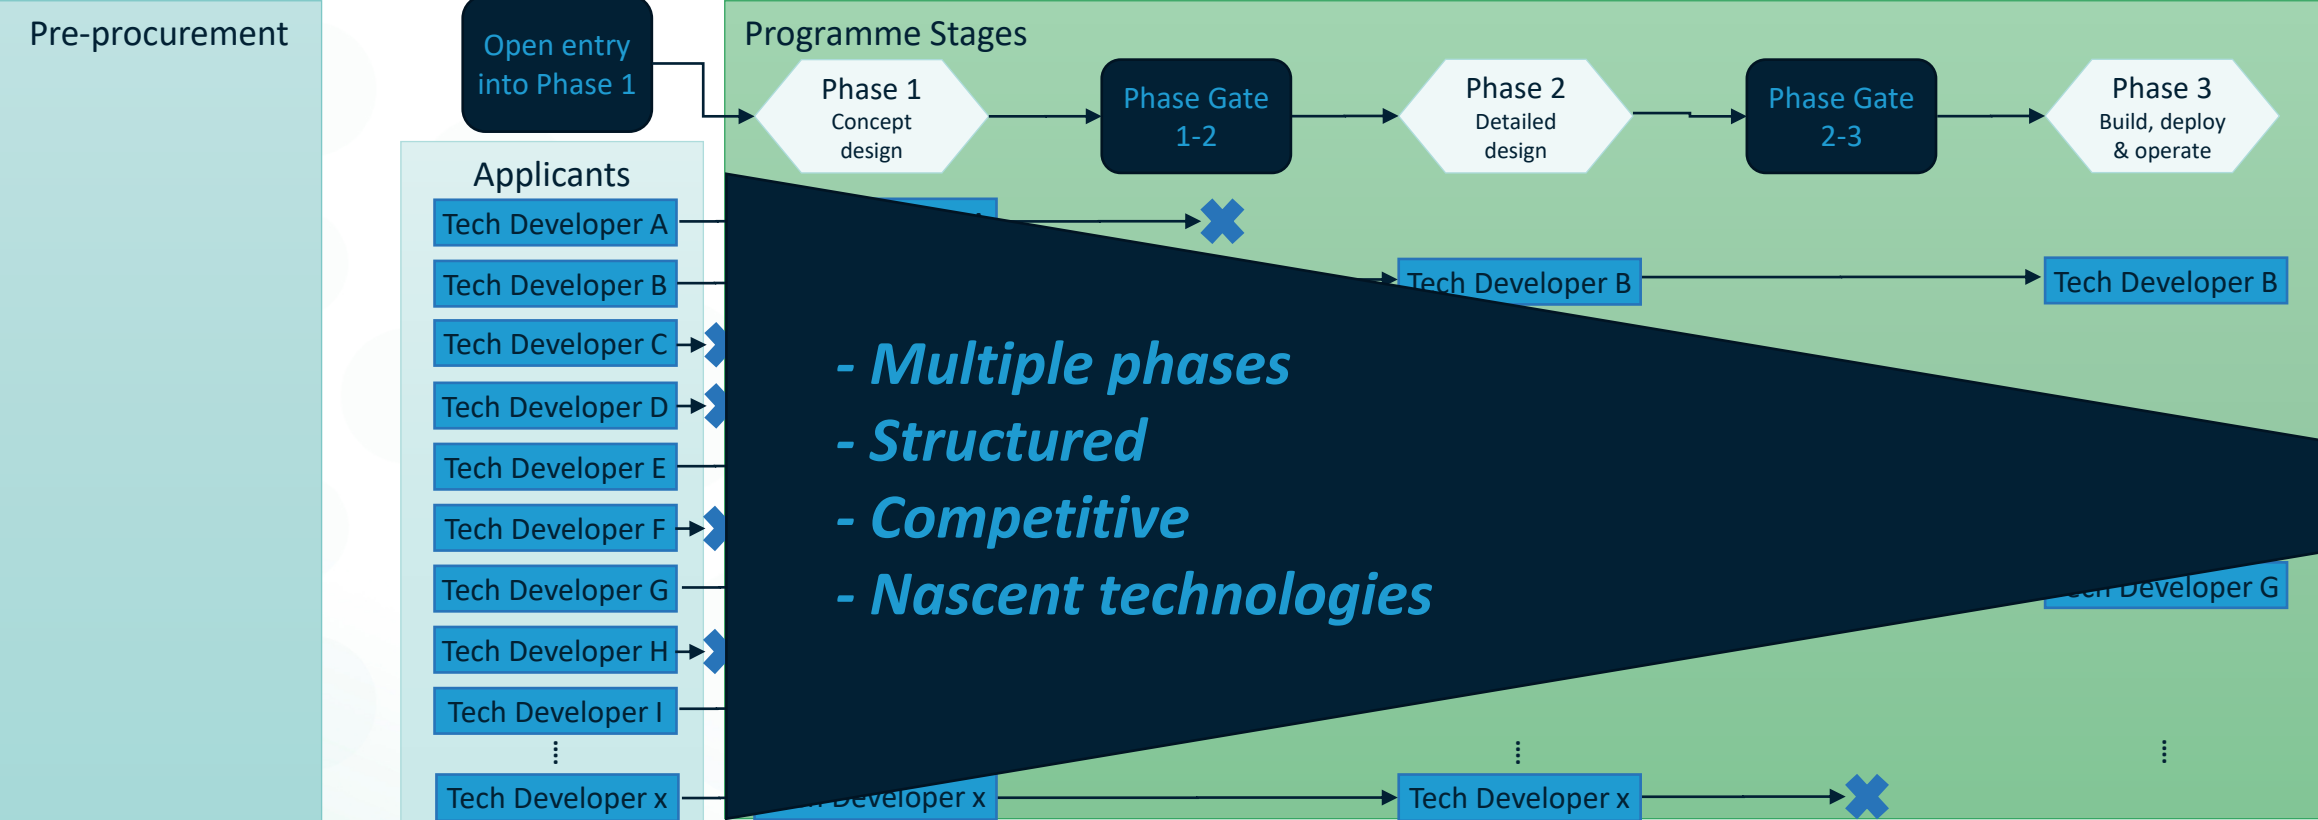 Pre-procurement
Open entry
into Phase 1
Programme Stages
Phase 1
Concept
design
Phase Gate
1-2
Phase 2
Detailed
design
Phase Gate
2-3
Phase 3
Build, deploy
& operate
Applicants
Tech Developer A
Tech Developer B
Tech Developer B
Tech Developer B
Tech Developer C
Tech Developer D
Tech Developer E
Tech Developer F
Tech Developer G
Developer G
Tech Developer H
Tech Developer I
Tech Developer x
Developer x
Tech Developer x
- Multiple phases
- Structured
- Competitive
- Nascent technologies